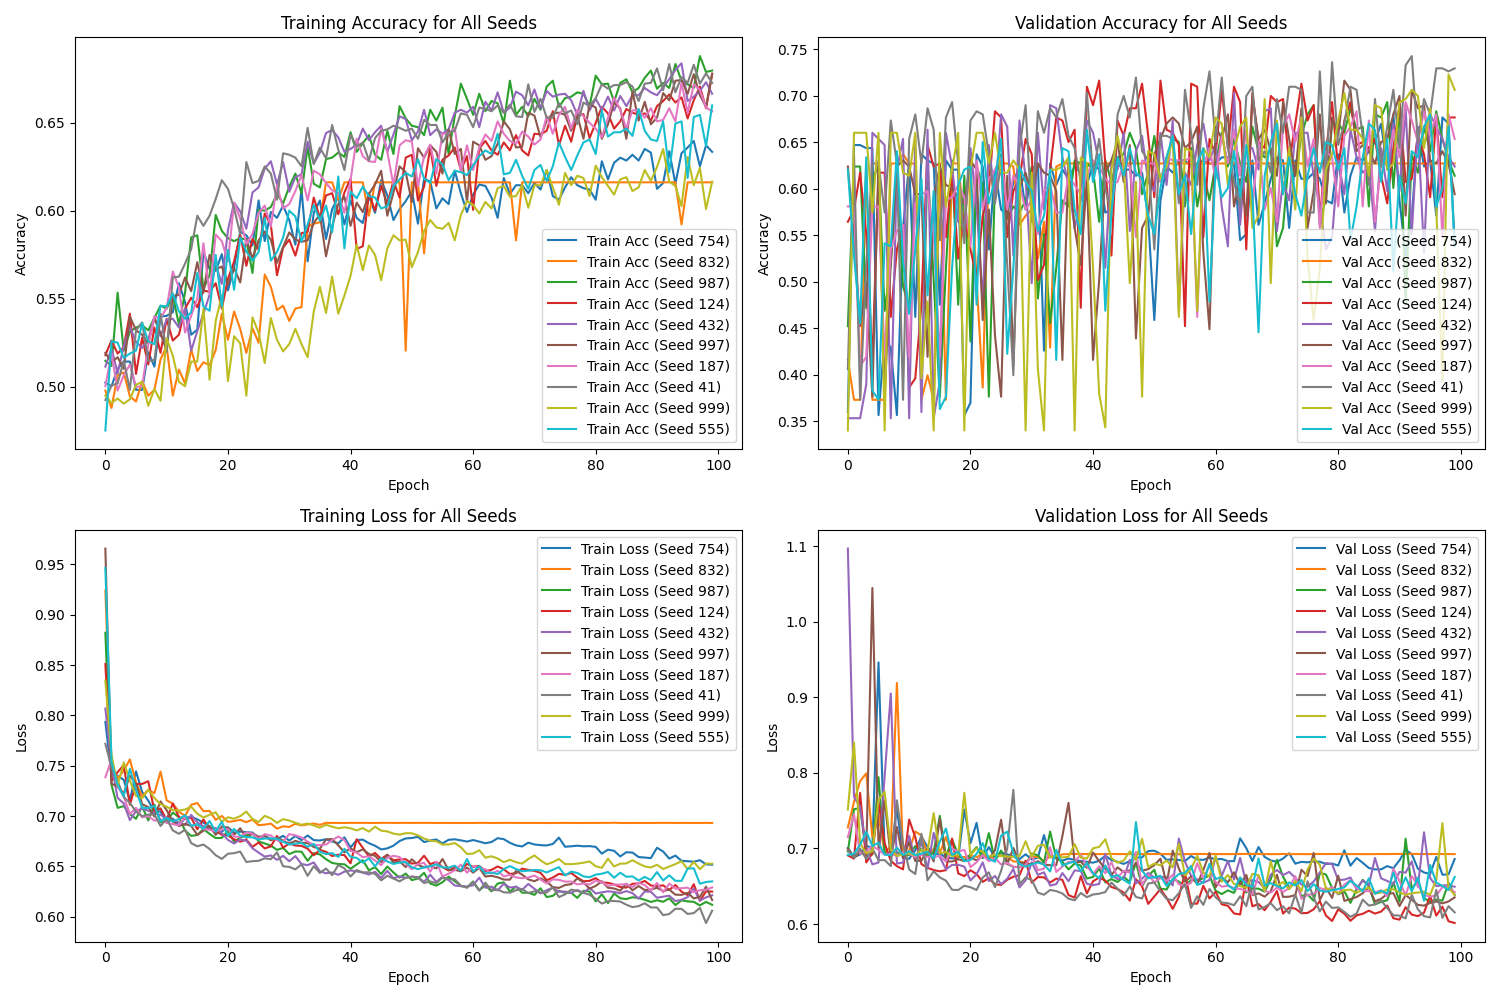 Training Accuracy for All Seeds
Accuracy
0.65
0.60
0.55
0.50
0 20 40 60 80 100
Epoch
Train Acc (Seed 754)
Train Acc (Seed 832)
Train Acc (Seed 987)
Train Acc (Seed 124)
Train Acc (Seed 432)
Train Acc (Seed 997)
Train Acc (Seed 187)
Train Acc (Seed 41)
Train Acc (Seed 999)
Train Acc (Seed 555)
Validation Accuracy for All Seeds
Accuracy
0.75
0.70
0.65
0.60
0.55
0.50
0.45
0.40
0.35
0 20 40 60 80 100
Epoch
Val Acc (Seed 754)
Val Acc (Seed 832)
Val Acc (Seed 987)
Val Acc (Seed 124)
Val Acc (Seed 432)
Val Acc (Seed 997)
Val Acc (Seed 187)
Val Acc (Seed 41)
Val Acc (Seed 999)
Val Acc (Seed 555)
Training Loss for All Seeds
Loss
0.95
0.90
0.85
0.80
0.75
0.70
0.65
0.60
0 20 40 60 80 100
Epoch
Train Loss (Seed 754)
Train Loss (Seed 832)
Train Loss (Seed 987)
Train Loss (Seed 124)
Train Loss (Seed 432)
Train Loss (Seed 997)
Train Loss (Seed 187)
Train Loss (Seed 41)
Train Loss (Seed 999)
Train Loss (Seed 555)
Validation Loss for All Seeds
Loss
1.1
1.0
0.9
0.8
0.7
0.6
0 20 40 60 80 100
Epoch
Val Loss (Seed 754)
Val Loss (Seed 832)
Val Loss (Seed 987)
Val Loss (Seed 124)
Val Loss (Seed 432)
Val Loss (Seed 997)
Val Loss (Seed 187)
Val Loss (Seed 41)
Val Loss (Seed 999)
Val Loss (Seed 555)